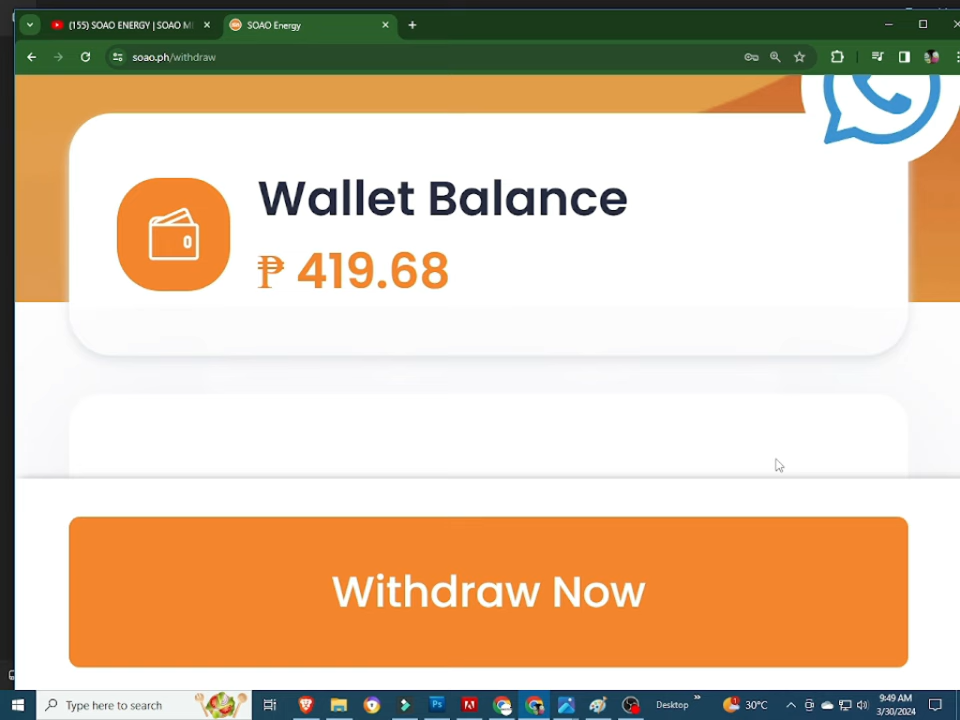 (155) SOAO ENERGY | SOAO M
SOAO Energy
soao.ph/withdraw
Wallet Balance
₱ 419.68
Withdraw Now
Type here to search
Desktop
30°C
9:49 AM
3/30/2024